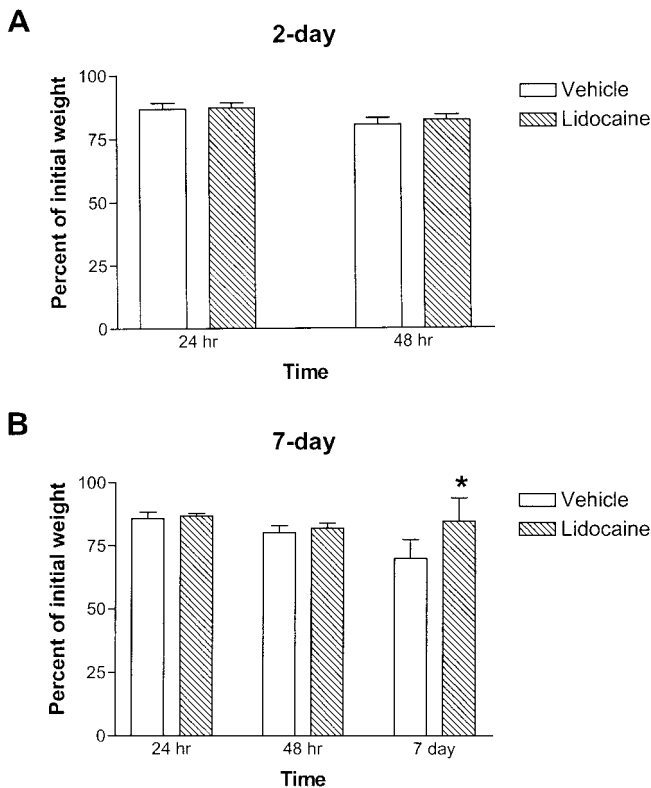 A
2-day
Percent of initial weight
100
75
50
25
0
24 hr
48 hr
Time
Vehicle
Lidocaine
B
7-day
Percent of initial weight
100
75
50
25
0
*
24 hr
48 hr
7 day
Time
Vehicle
Lidocaine